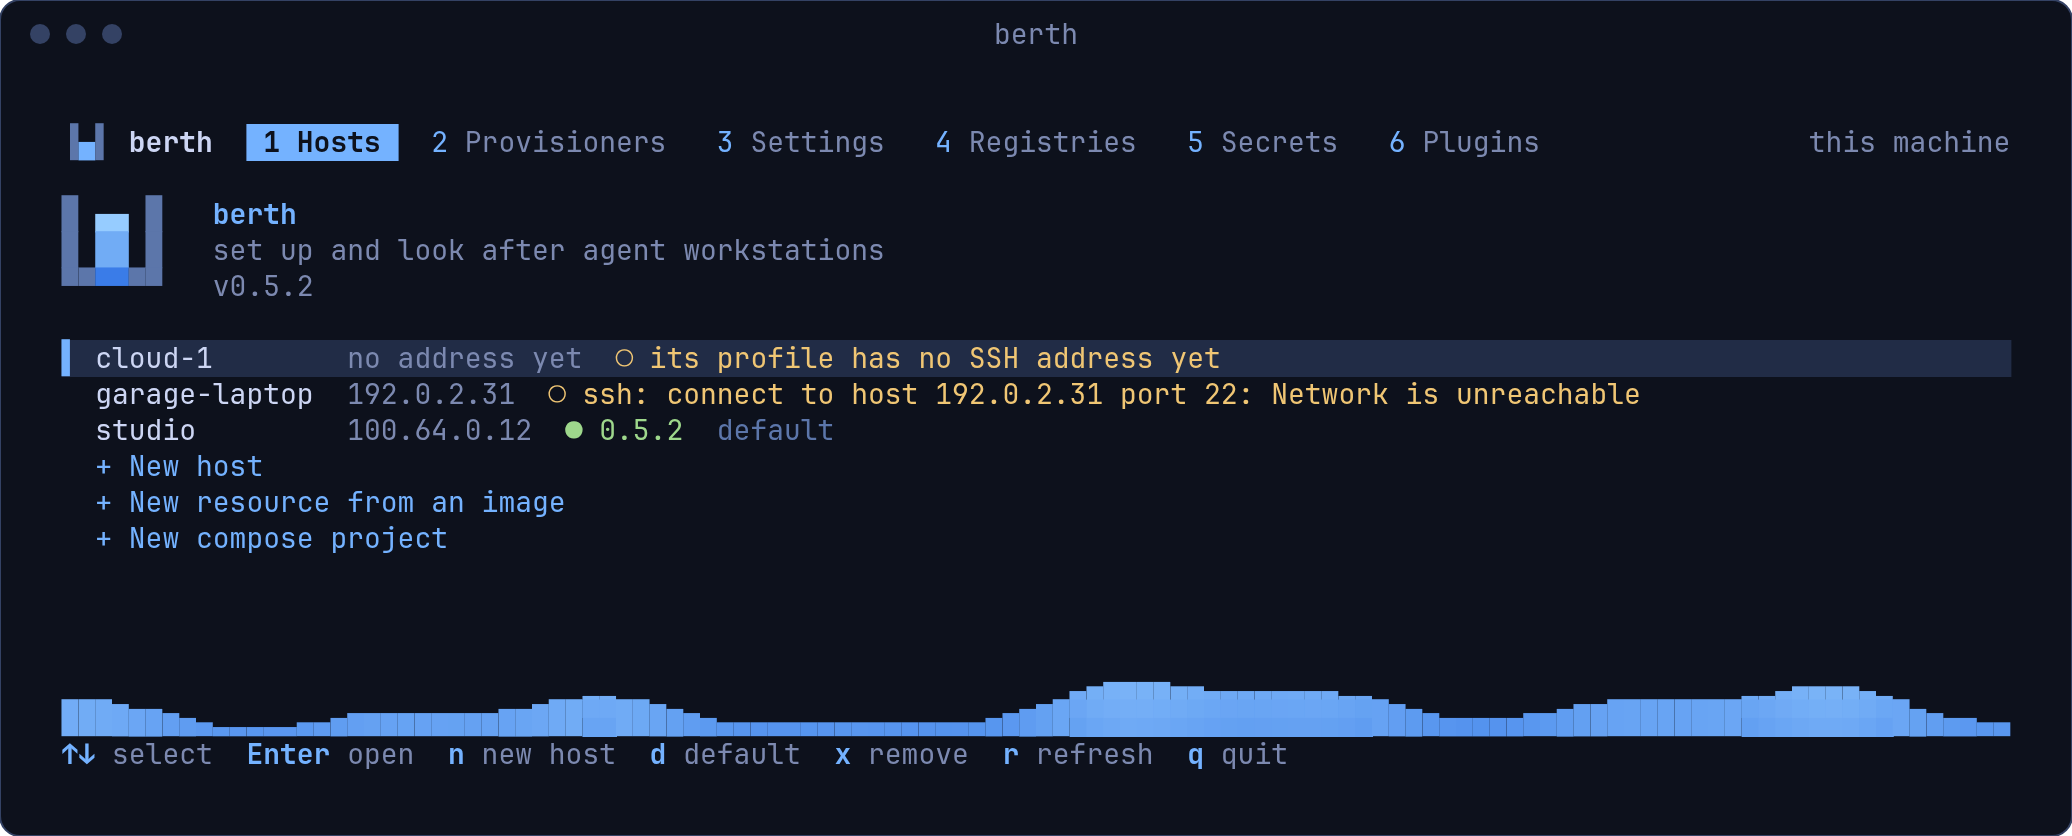 berth
berth 1 Hosts 2 Provisioners 3 Settings 4 Registries 5 Secrets 6 Plugins this machine
berth
set up and look after agent workstations
v0.5.2
cloud-1 no address yet ○ its profile has no SSH address yet
garage-laptop 192.0.2.31 ○ ssh: connect to host 192.0.2.31 port 22: Network is unreachable
studio 100.64.0.12 ● 0.5.2 default
+ New host
+ New resource from an image
+ New compose project
↑↓ select Enter open n new host d default x remove r refresh q quit